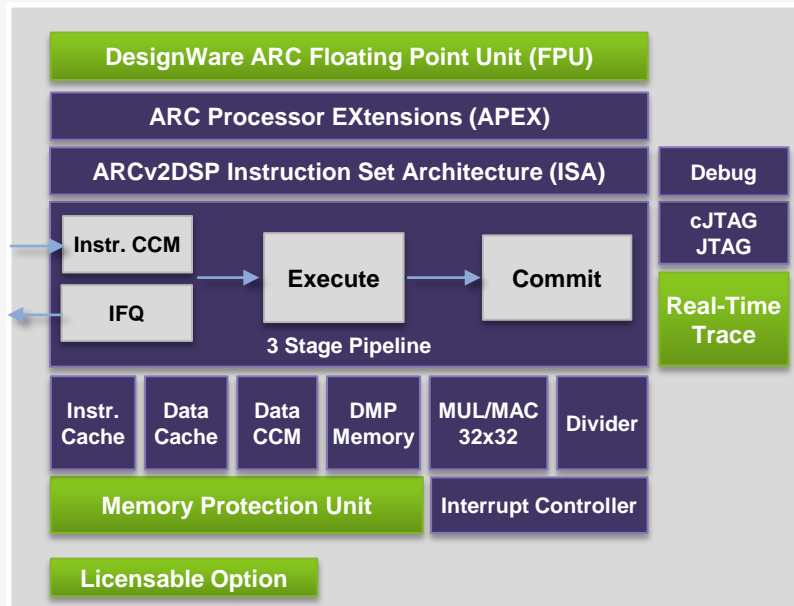 DesignWare ARC Floating Point Unit (FPU)
ARC Processor EXtensions (APEX)
ARCv2DSP Instruction Set Architecture (ISA)
Debug
cJTAG
JTAG
Real-Time
Trace
Instr. CCM
IFQ
Execute
Commit
3 Stage Pipeline
Instr.
Cache
Data
Cache
Data
CCM
DMP
Memory
MUL/MAC
32x32
Divider
Memory Protection Unit
Interrupt Controller
Licensable Option